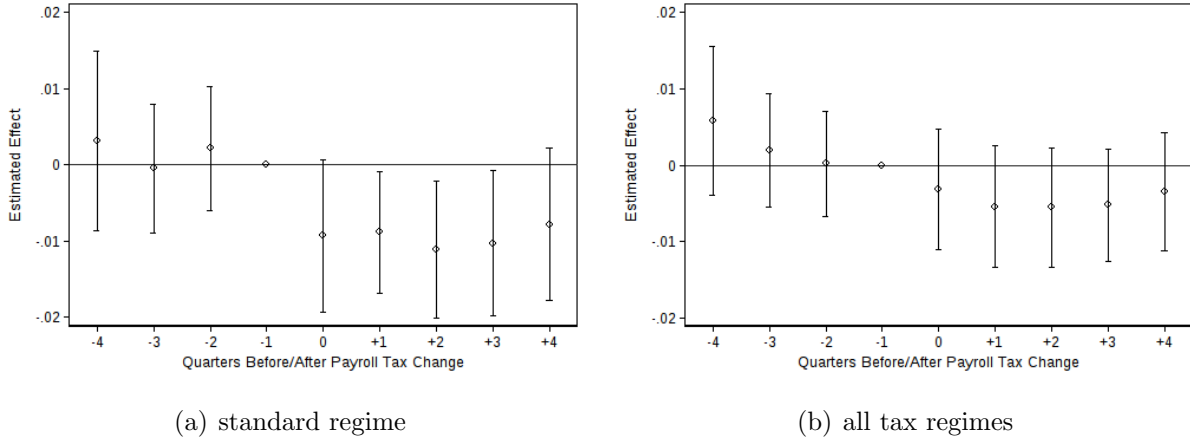 .02
.01
0
-.01
-.02
Estimated Effect
-4 -3 -2 -1 0 +1 +2 +3 +4
Quarters Before/After Payroll Tax Change
(a) standard regime
.02
.01
0
-.01
-.02
Estimated Effect
-4 -3 -2 -1 0 +1 +2 +3 +4
Quarters Before/After Payroll Tax Change
(b) all tax regimes